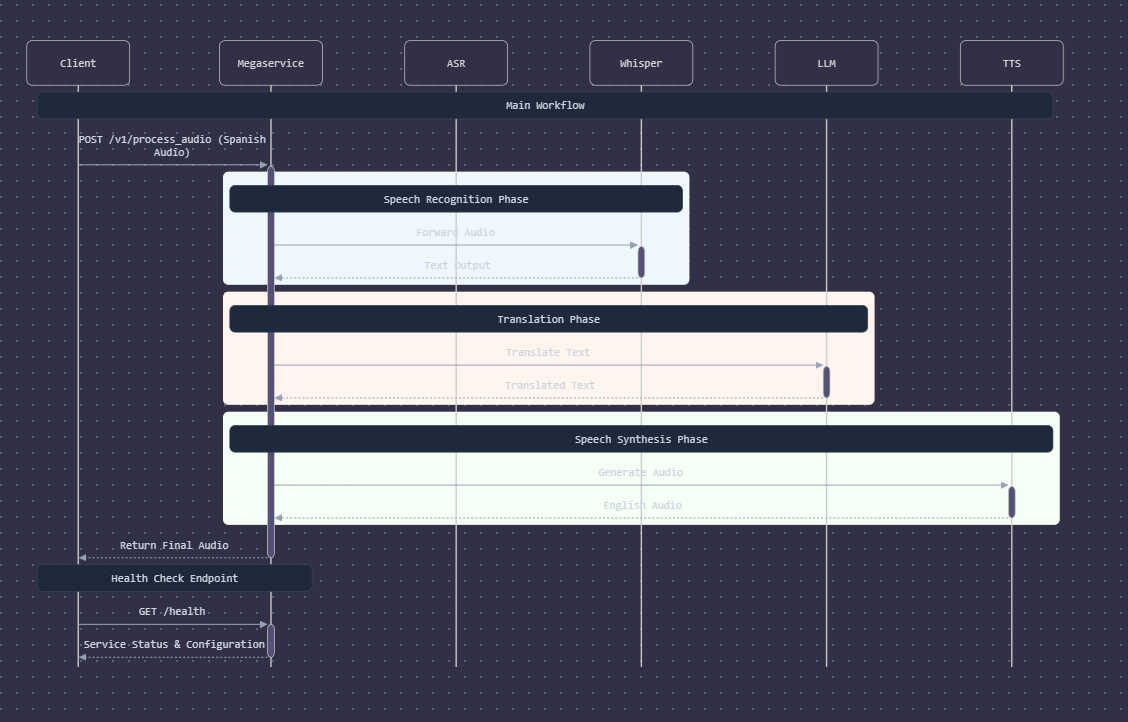 Client
Megaservice
ASR
Whisper
LLM
TTS
Main Workflow
POST /v1/process_audio (Spanish
Audio)
Speech Recognition Phase
Forward Audio
Text Output
Translation Phase
Translate Text
Translated Text
Speech Synthesis Phase
Generate Audio
English Audio
Return Final Audio
Health Check Endpoint
GET /health
Service Status & Configuration